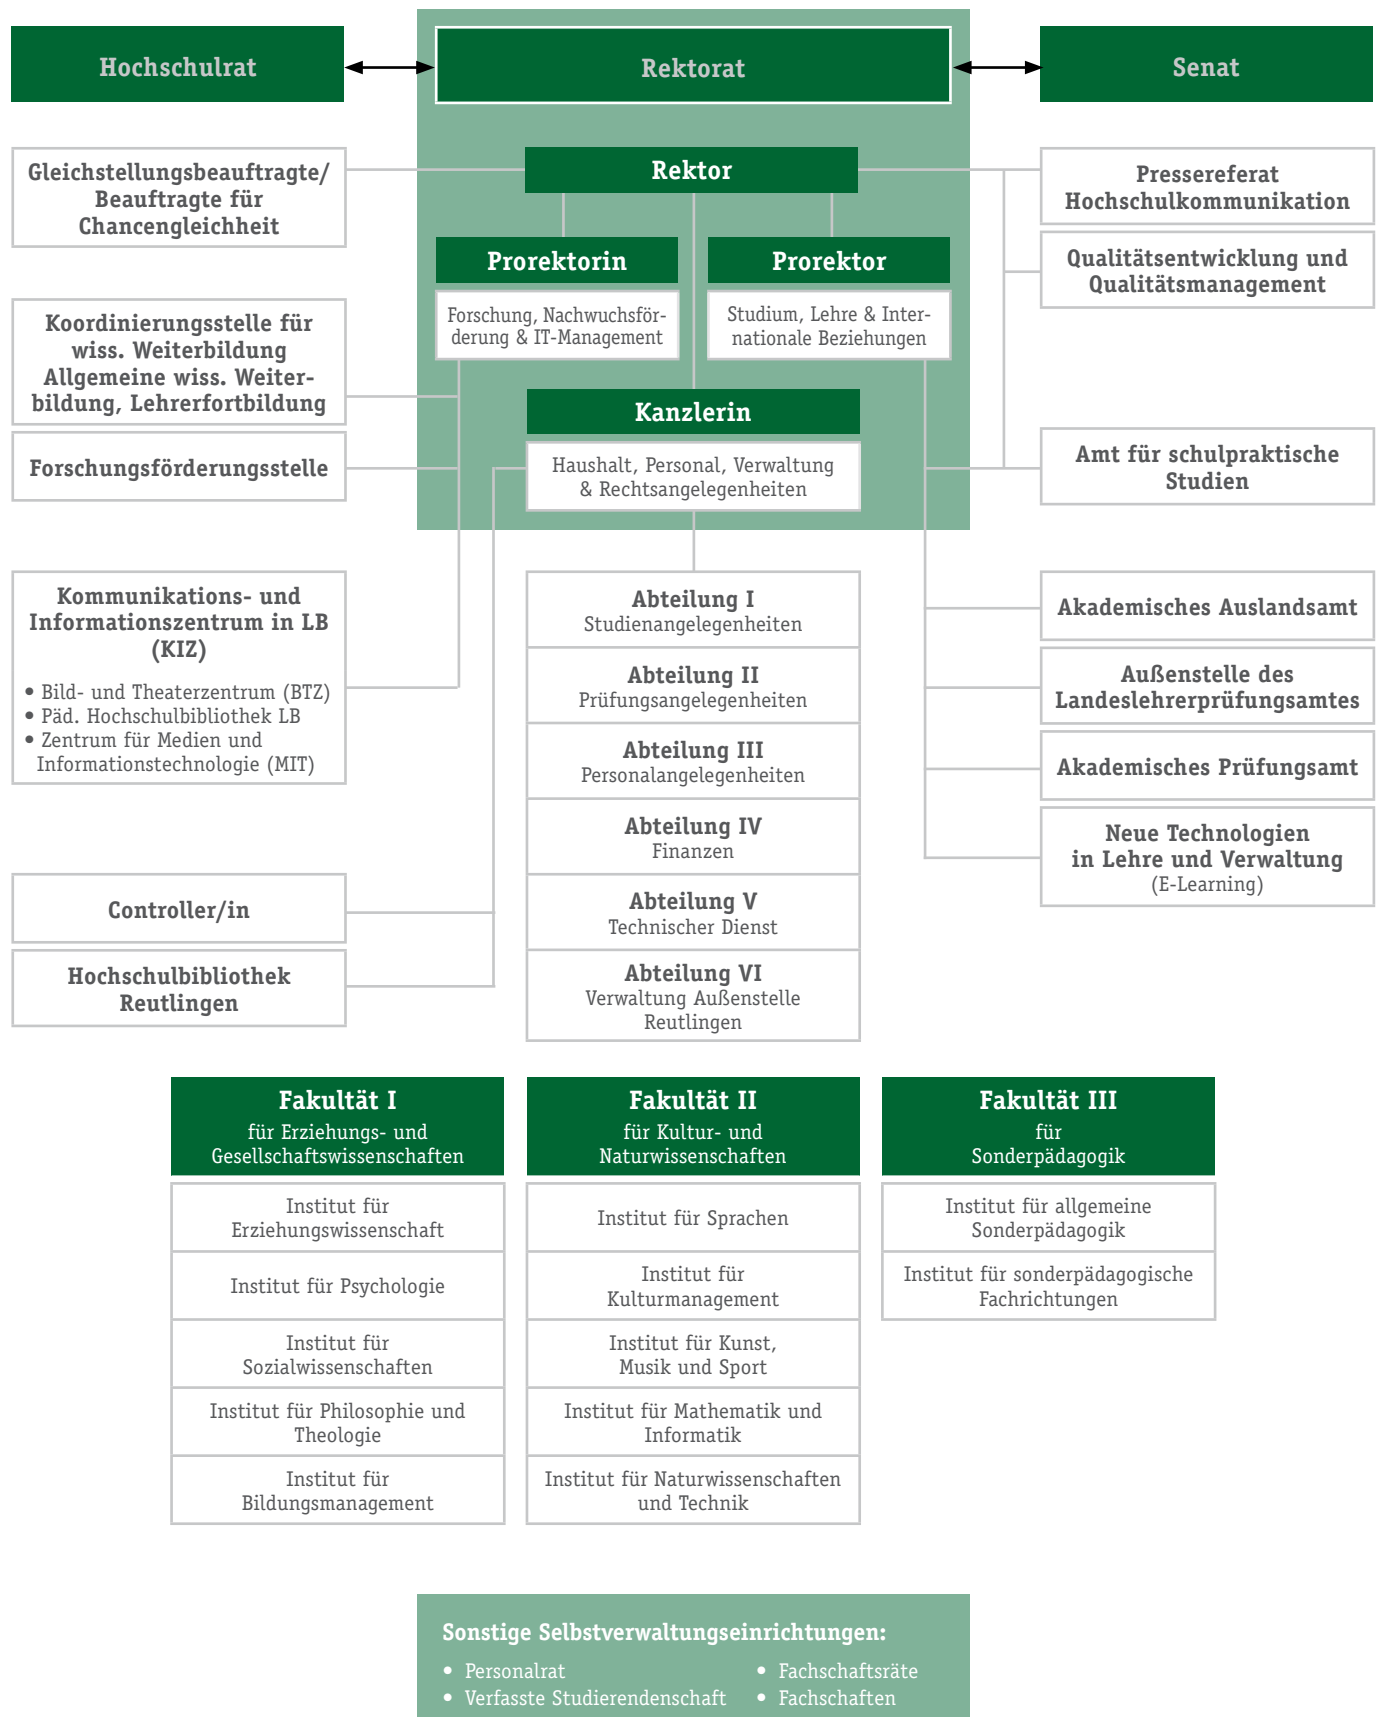 Hochschulrat
Rektorat
Senat
Gleichstellungsbeauftragte/
Beauftragte für
Chancengleichheit
Rektor
Pressereferat
Hochschulkommunikation
Prorektorin
Prorektor
Qualitätsentwicklung und
Qualitätsmanagement
Forschung, Nachwuchsför-
derung & IT-Management
Studium, Lehre & Inter-
nationale Beziehungen
Koordinierungsstelle für
wiss. Weiterbildung
Allgemeine wiss. Weiter-
bildung, Lehrerfortbildung
Kanzlerin
Forschungsförderungsstelle
Haushalt, Personal, Verwaltung
& Rechtsangelegenheiten
Amt für schulpraktische
Studien
Kommunikations- und
Informationszentrum in LB
(KIZ)
• Bild- und Theaterzentrum (BTZ)
• Päd. Hochschulbibliothek LB
• Zentrum für Medien und
Informationstechnologie (MIT)
Abteilung I
Studienangelegenheiten
Abteilung II
Prüfungsangelegenheiten
Abteilung III
Personalangelegenheiten
Abteilung IV
Finanzen
Abteilung V
Technischer Dienst
Abteilung VI
Verwaltung Außenstelle
Reutlingen
Akademisches Auslandsamt
Außenstelle des
Landeslehrerprüfungsamtes
Akademisches Prüfungsamt
Neue Technologien
in Lehre und Verwaltung
(E-Learning)
Controller/in
Hochschulbibliothek
Reutlingen
Fakultät I
für Erziehungs- und
Gesellschaftswissenschaften
Institut für
Erziehungswissenschaft
Institut für Psychologie
Institut für
Sozialwissenschaften
Institut für Philosophie und
Theologie
Institut für
Bildungsmanagement
Fakultät II
für Kultur- und
Naturwissenschaften
Institut für Sprachen
Institut für
Kulturmanagement
Institut für Kunst,
Musik und Sport
Institut für Mathematik und
Informatik
Institut für Naturwissenschaften
und Technik
Fakultät III
für
Sonderpädagogik
Institut für allgemeine
Sonderpädagogik
Institut für sonderpädagogische
Fachrichtungen
Sonstige Selbstverwaltungseinrichtungen:
• Personalrat
• Verfasste Studierendenschaft
• Fachschaftsräte
• Fachschaften